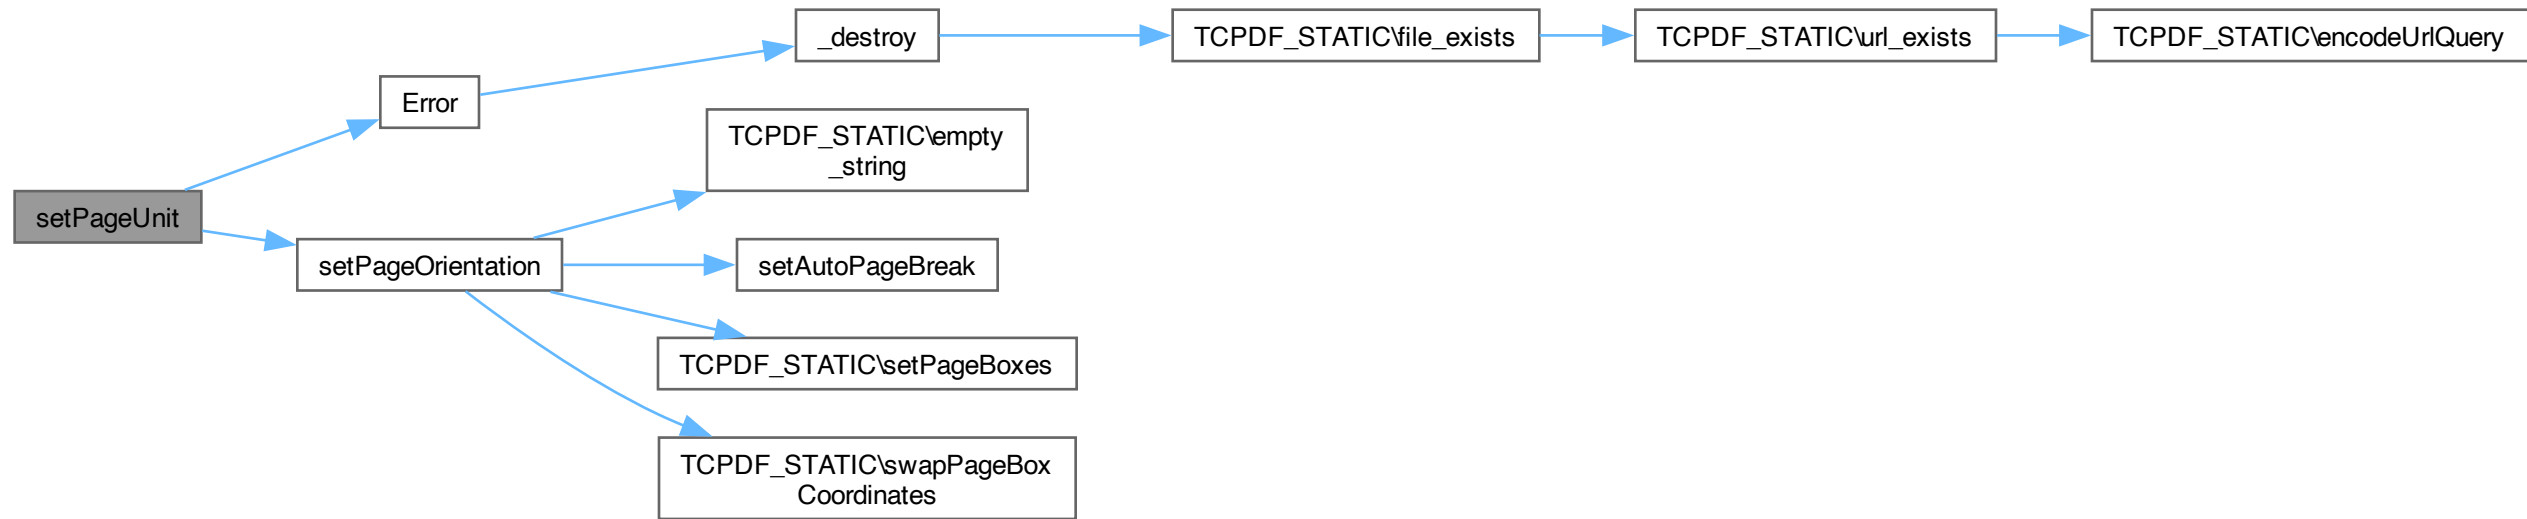 _destroy
TCPDF_STATIC\file_exists
TCPDF_STATIC\url_exists
TCPDF_STATIC\encodeUrlQuery
Error
TCPDF_STATIC\empty
_string
setPageUnit
setPageOrientation
setAutoPageBreak
TCPDF_STATIC\setPageBoxes
TCPDF_STATIC\swapPageBox
Coordinates